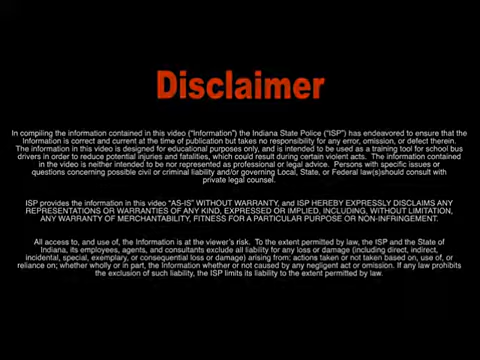 Disclaimer
In compiling the information contained in this video ("Information") the Indiana State Police ("ISP") has endeavored to ensure that the
Information is correct and current at the time of publication but takes no responsibility for any error, omission, or defect therein.
The information in this video is designed for educational purposes only, and is intended to be used as a training tool for school bus
drivers in order to reduce potential injuries and fatalities, which could result during certain violent acts. The information contained
in the video is neither intended to be nor represented as professional or legal advice. Persons with specific issues or
questions concerning possible civil or criminal liability and/or governing Local, State, or Federal law(s)should consult with
private legal counsel.
ISP provides the information in this video "AS-IS" WITHOUT WARRANTY, and ISP HEREBY EXPRESSLY DISCLAIMS ANY
REPRESENTATIONS OR WARRANTIES OF ANY KIND, EXPRESSED OR IMPLIED, INCLUDING, WITHOUT LIMITATION,
ANY WARRANTY OF MERCHANTABILITY, FITNESS FOR A PARTICULAR PURPOSE OR NON-INFRINGEMENT.
All access to, and use of, the Information is at the viewer's risk. To the extent permitted by law, the ISP and the State of
Indiana, its employees, agents, and consultants exclude all liability for any loss or damage (including direct, indirect,
incidental, special, exemplary, or consequential loss or damage) arising from: actions taken or not taken based on, use of, or
reliance on; whether wholly or in part, the Information whether or not caused by any negligent act or omission. If any law prohibits
the exclusion of such liability, the ISP limits its liability to the extent permitted by law.